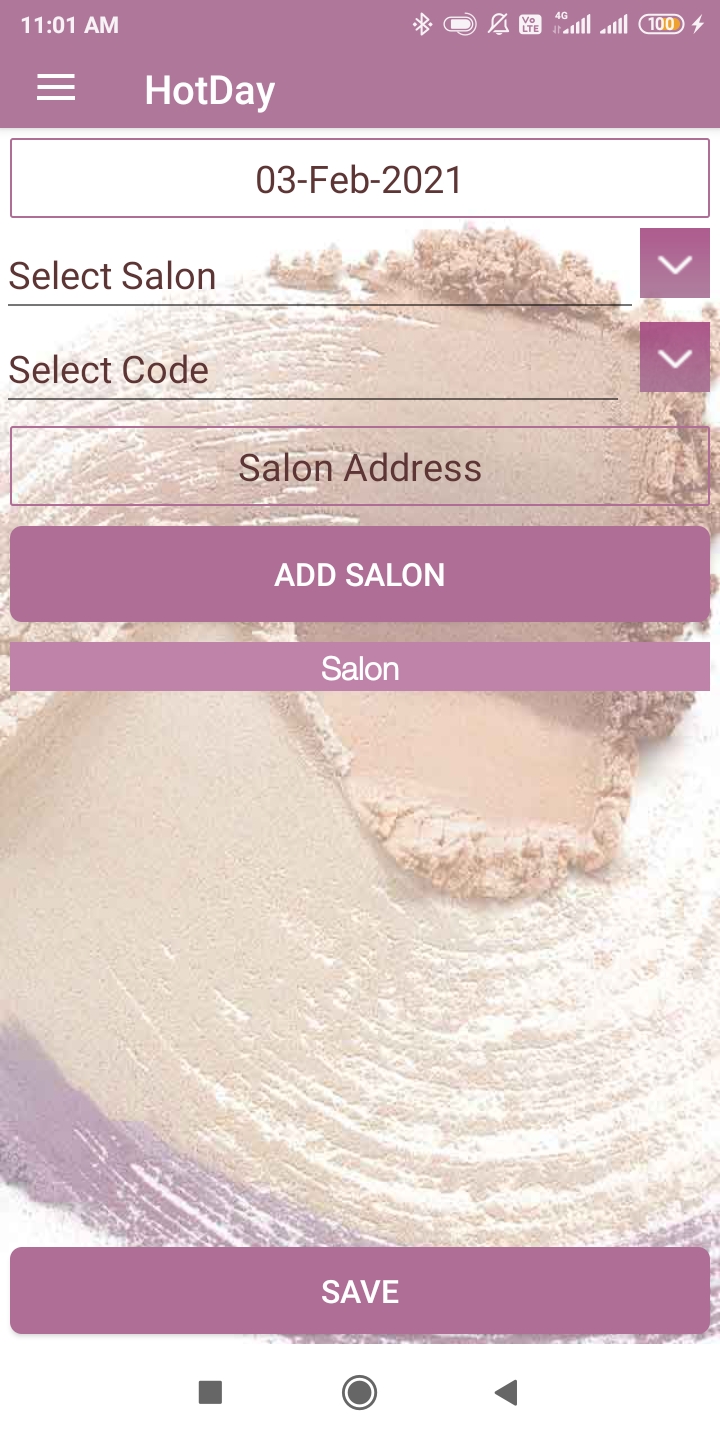 11:01 AM
Vo LTE 4G 100
HotDay
03-Feb-2021
Select Salon
Select Code
Salon Address
ADD SALON
Salon
SAVE